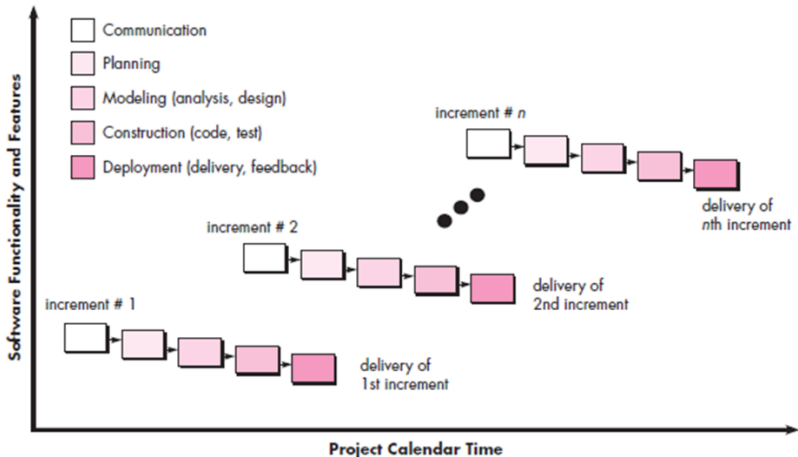 Communication
Planning
Modeling (analysis, design)
Construction (code, test)
Deployment (delivery, feedback)
increment # n
delivery of
nth increment
increment # 2
delivery of
2nd increment
increment # 1
delivery of
1st increment
Software Functionality and Features
Project Calendar Time